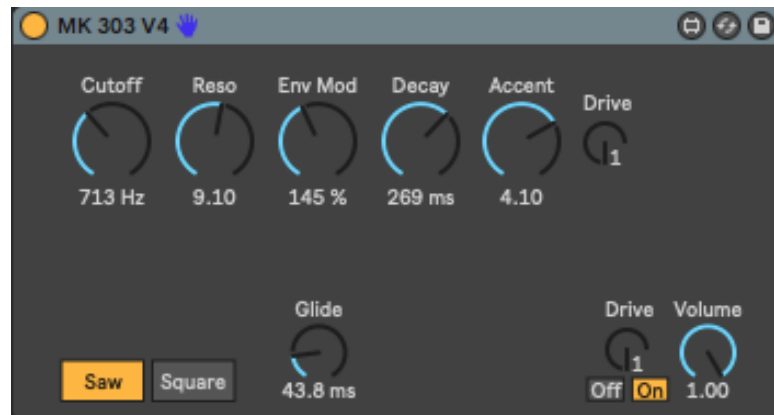 MK 303 V4
Cutoff Reso Env Mod Decay Accent Drive
1
713 Hz 9.10 145 % 269 ms 4.10
Glide Drive Volume
1
Saw Square 43.8 ms Off On 1.00